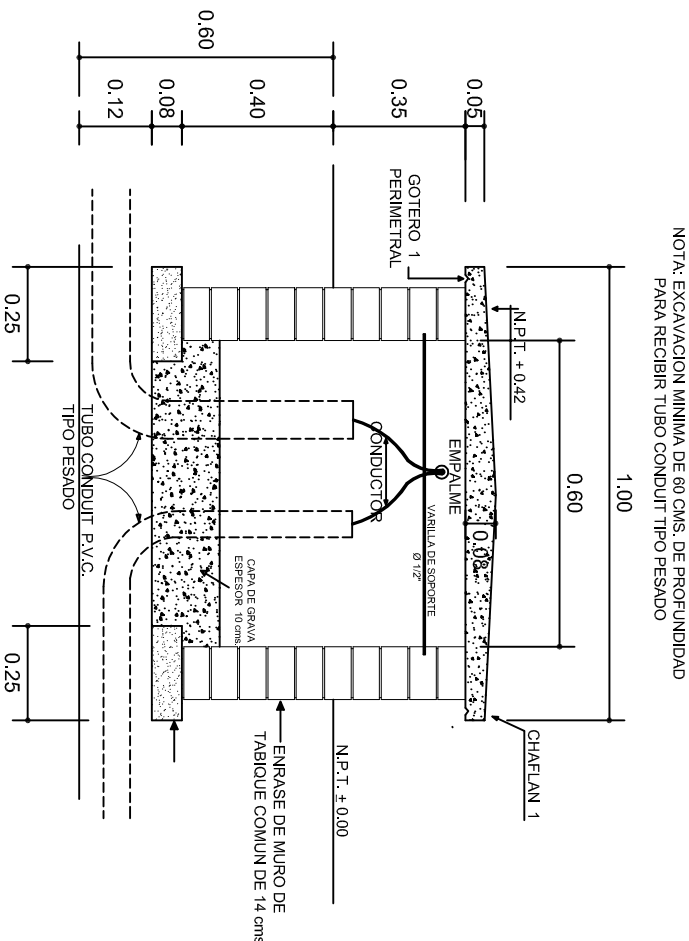 NOTA: EXCAVACION MINIMA DE 60 CMS. DE PROFUNDIDAD
PARA RECIBIR TUBO CONDUIT TIPO PESADO
1.00
0.60
CHAFLAN 1
N.P.T. + 0.42
0.08
0.05
GOTERO 1
PERIMETRAL
EMPALME
VARILLA DE SOPORTE
Ø 1/2"
CONDUCTOR
0.35
N.P.T. ± 0.00
0.40
0.60
ENRASE DE MURO DE
TABIQUE COMUN DE 14 cms
CAPA DE GRAVA
ESPESOR 10 cms.
0.08
0.12
TUBO CONDUIT P.V.C.
TIPO PESADO
0.25
0.25